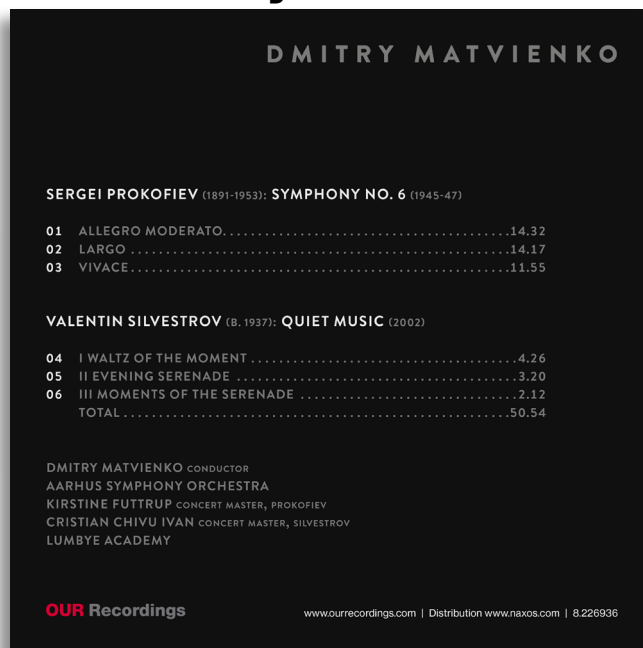 DMITRY MATVIENKO
SERGEI PROKOFIEV (1891-1953): SYMPHONY NO. 6 (1945-47)
01 ALLEGRO MODERATO.................................14.32
02 LARGO..............................................14.17
03 VIVACE..............................................11.55
VALENTIN SILVESTROV (B. 1937): QUIET MUSIC (2002)
04 I WALTZ OF THE MOMENT...............................4.26
05 II EVENING SERENADE.................................3.20
06 III MOMENTS OF THE SERENADE.........................2.12
TOTAL.................................................50.54
DMITRY MATVIENKO CONDUCTOR
AARHUS SYMPHONY ORCHESTRA
KIRSTINE FUTTRUP CONCERT MASTER, PROKOFIEV
CRISTIAN CHIVU IVAN CONCERT MASTER, SILVESTROV
LUMBYE ACADEMY
OUR Recordings
www.ourrecordings.com | Distribution www.naxos.com | 8.226936